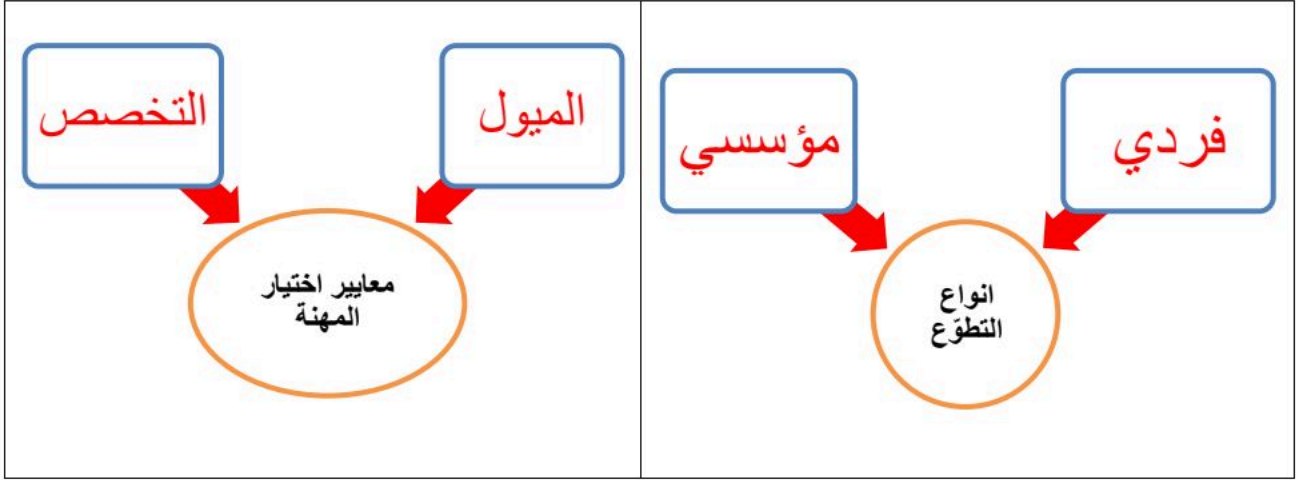 فردي
مؤسسي
انواع
التطوّع
الميول
التخصص
معايير اختيار
المهنة